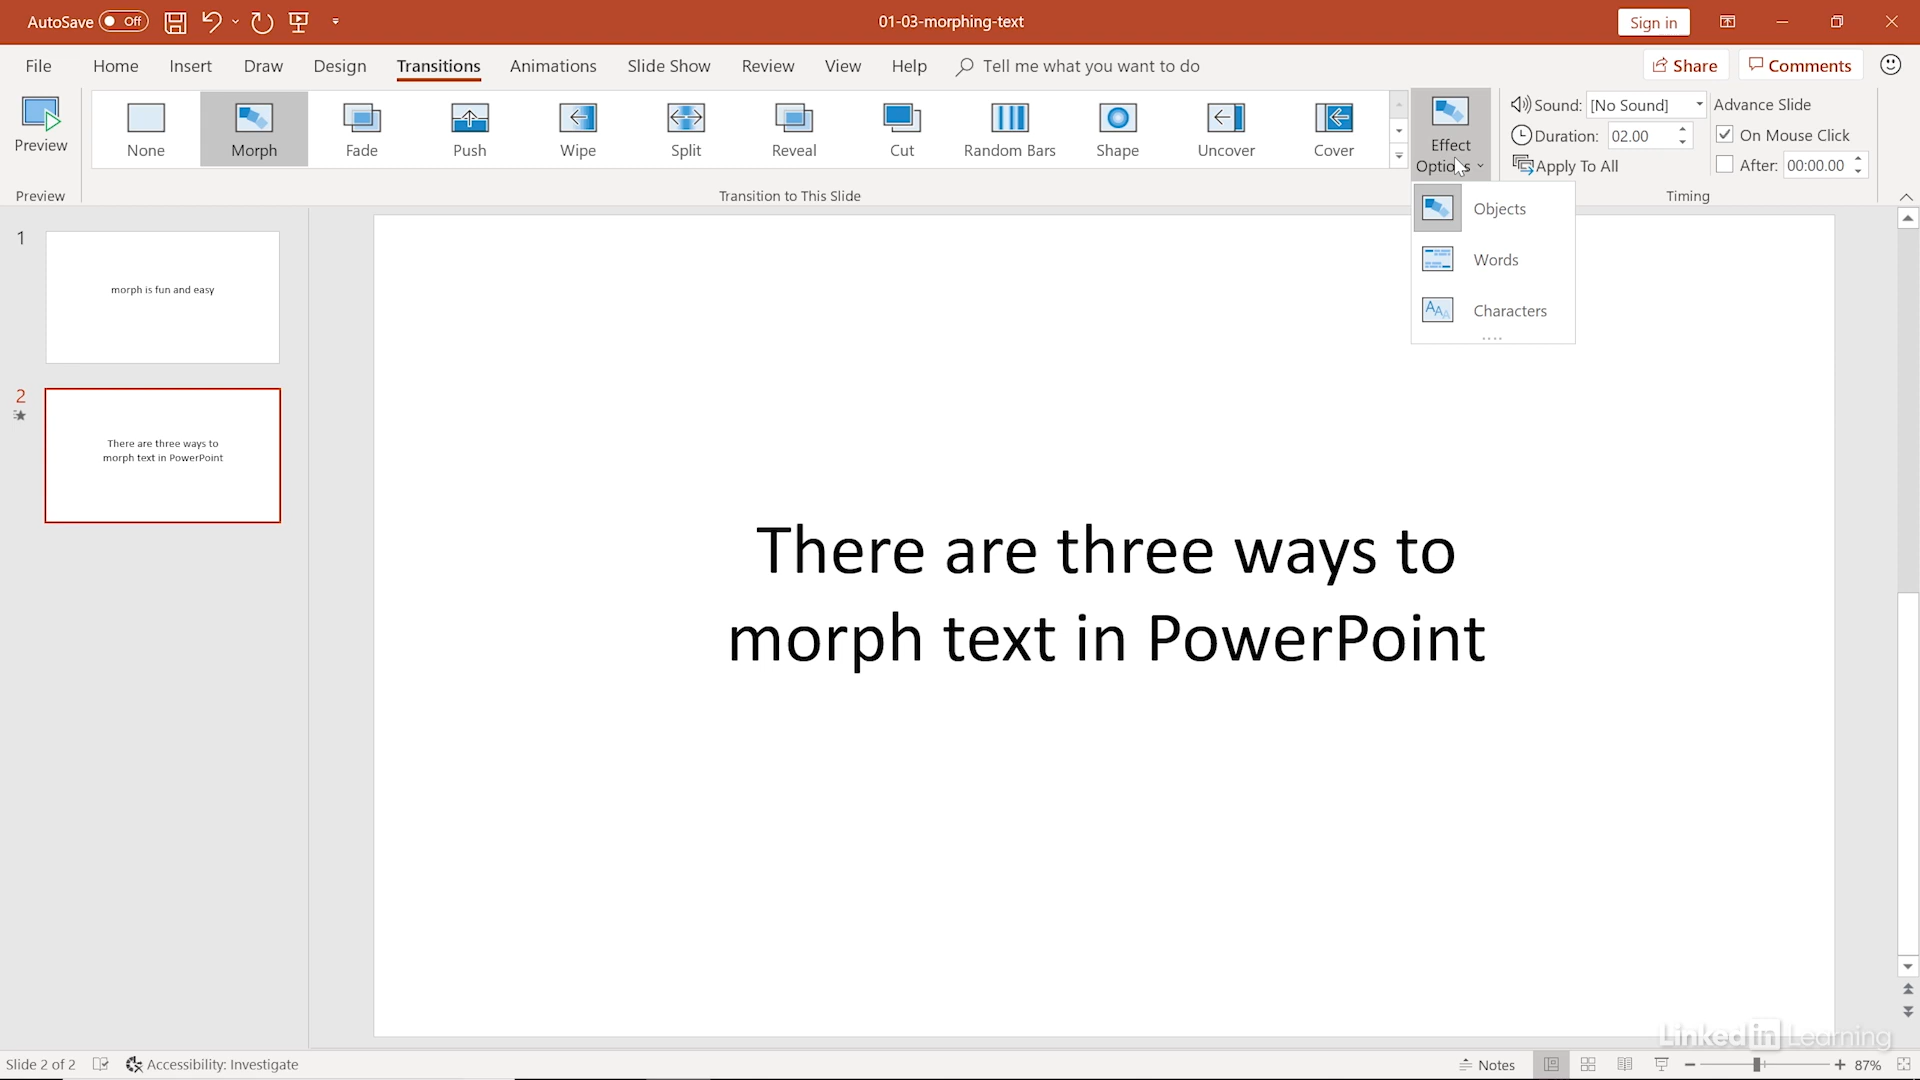 AutoSave Off
01-03-morphing-text
Sign in
File Home Insert Draw Design Transitions Animations Slide Show Review View Help Tell me what you want to do
Share Comments
Preview
None Morph Fade Push Wipe Split Reveal Cut Random Bars Shape Uncover Cover
Effect
Options
Sound: [No Sound]
Duration: 02.00
Apply To All
Advance Slide
On Mouse Click
After: 00:00.00
Preview
Transition to This Slide
Timing
Objects
Words
AAA Characters
1
morph is fun and easy
2
There are three ways to
morph text in PowerPoint
There are three ways to
morph text in PowerPoint
Linked in Learning
Slide 2 of 2 Accessibility: Investigate
Notes
87%